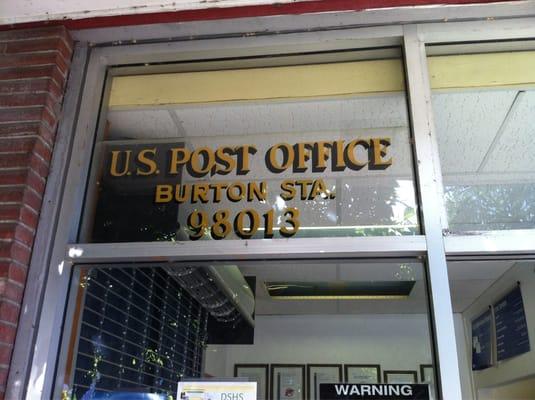 U.S. POST OFFICE
BURTON STA.
98013
DSHS
WARNING